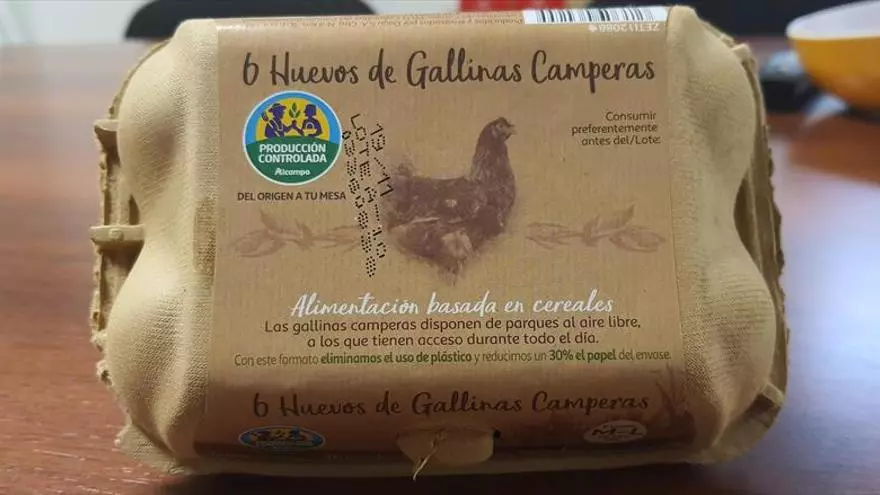 ZET112088
6 Huevos de Gallinas Camperas
PRODUCCIÓN
CONTROLADA
Alcampo
DEL ORIGEN A TU MESA
Consumir
preferentemente
antes del/Lote:
19/11
Alimentación basada en cereales
Las gallinas camperas disponen de parques al aire libre,
a los que tienen acceso durante todo el día.
Con este formato eliminamos el uso de plástico y reducimos un 30% el papel del envase.
6 Huevos de Gallinas Camperas